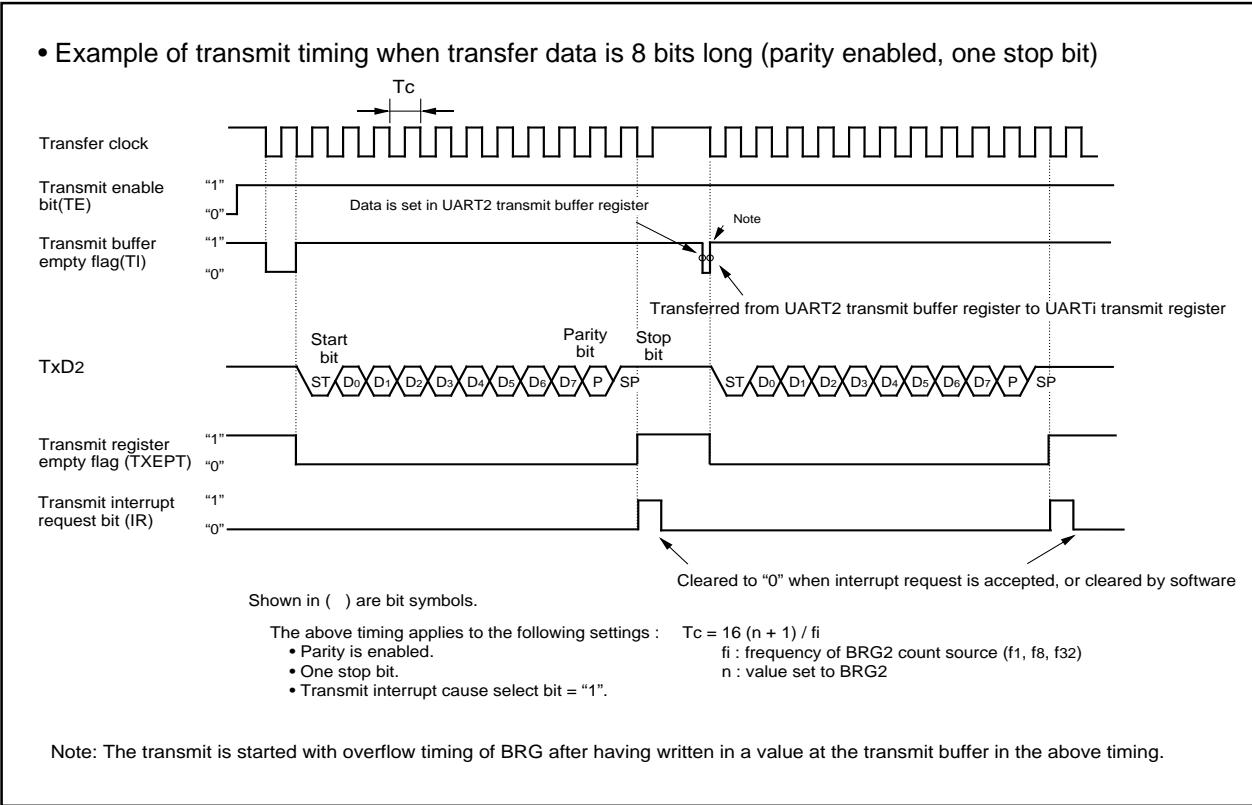 • Example of transmit timing when transfer data is 8 bits long (parity enabled, one stop bit)
Tc
Transfer clock
Transmit enable
bit(TE)
“1”
“0”
Data is set in UART2 transmit buffer register
Note
Transmit buffer
empty flag(TI)
“1”
“0”
Transferred from UART2 transmit buffer register to UARTi transmit register
Start
bit
Parity
bit
Stop
bit
TxD2
ST D0 D1 D2 D3 D4 D5 D6 D7 P SP ST D0 D1 D2 D3 D4 D5 D6 D7 P SP
Transmit register
empty flag (TXEPT)
“1”
“0”
Transmit interrupt
request bit (IR)
“1”
“0”
Cleared to “0” when interrupt request is accepted, or cleared by software
Shown in ( ) are bit symbols.
The above timing applies to the following settings :
• Parity is enabled.
• One stop bit.
• Transmit interrupt cause select bit = “1”.
Tc = 16 (n + 1) / fi
fi : frequency of BRG2 count source (f1, f8, f32)
n : value set to BRG2
Note: The transmit is started with overflow timing of BRG after having written in a value at the transmit buffer in the above timing.